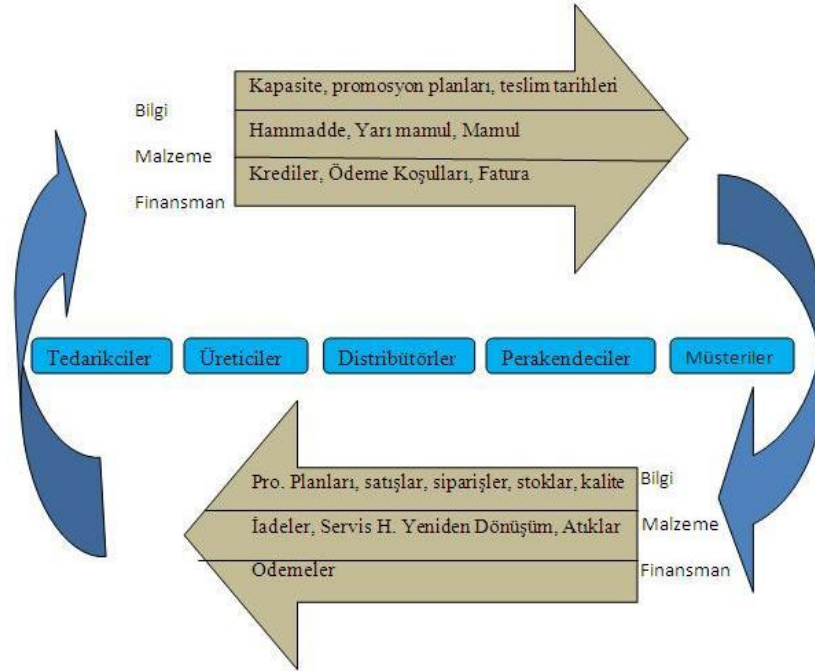 Bilgi
Malzeme
Finansman
Kapasite, promosyon planları, teslim tarihleri
Hammadde, Yarı mamul, Mamul
Krediler, Ödeme Koşulları, Fatura
Tedarikciler
Üreticiler
Distribütörler
Perakendeciler
Müsteriler
Pro. Planları, satışlar, siparişler, stoklar, kalite
İadeler, Servis H. Yeniden Dönüşüm, Atıklar
Odemeler
Bilgi
Malzeme
Finansman